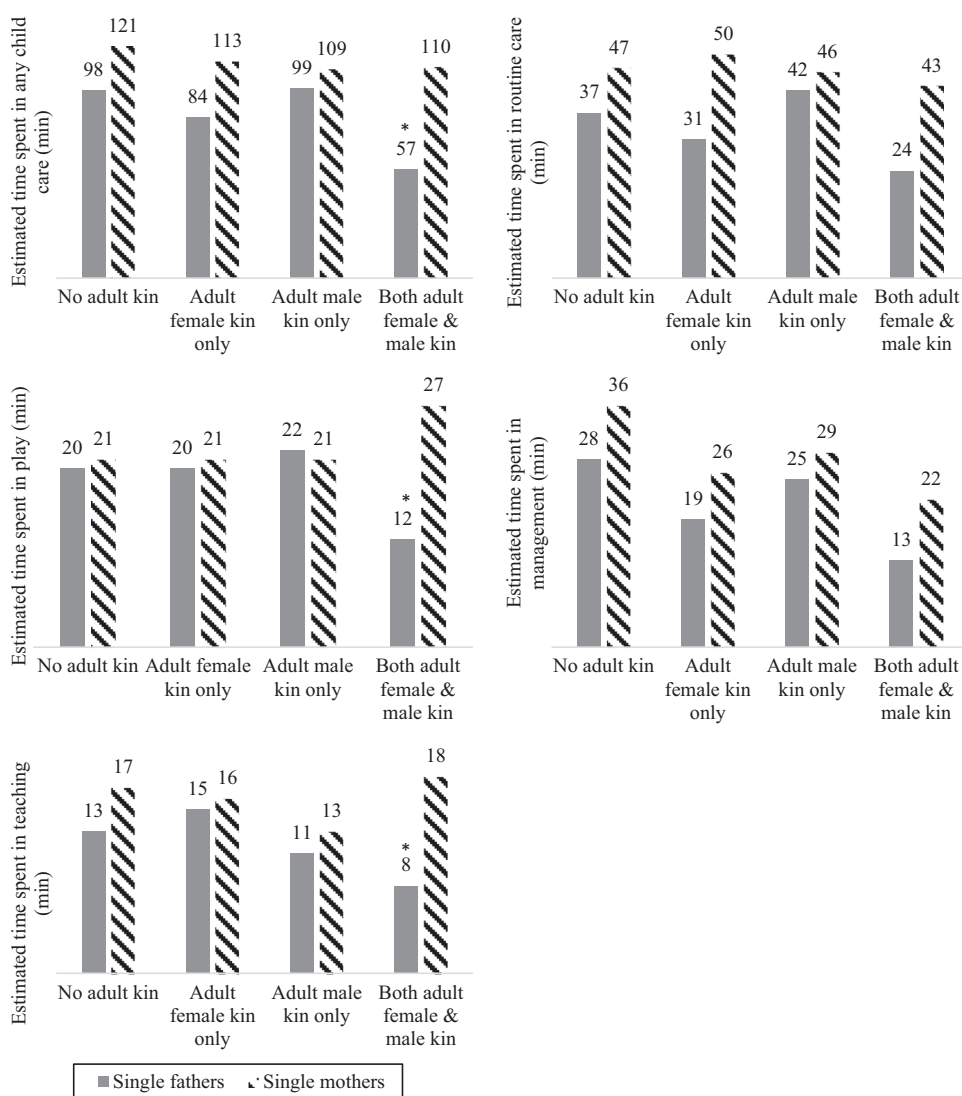 Estimated time spent in any child
care (min)
98
121
84
113
99
109
*
57
110
No adult kin
Adult
female kin
only
Adult male
kin only
Both adult
female &
male kin
Estimated time spent in routine care
(min)
37
47
31
50
42
46
24
43
No adult kin
Adult
female kin
only
Adult male
kin only
Both adult
female &
male kin
Estimated time spent in play (min)
20
21
20
21
22
21
*
12
27
No adult kin
Adult female
kin only
Adult male
kin only
Both adult
female &
male kin
Estimated time spent in
management (min)
28
36
19
26
25
29
13
22
No adult kin
Adult
female kin
only
Adult male
kin only
Both adult
female &
male kin
Estimated time spent in teaching
(min)
13
17
15
16
11
13
*
8
18
No adult kin
Adult
female kin
only
Adult male
kin only
Both adult
female &
male kin
Single fathers
Single mothers